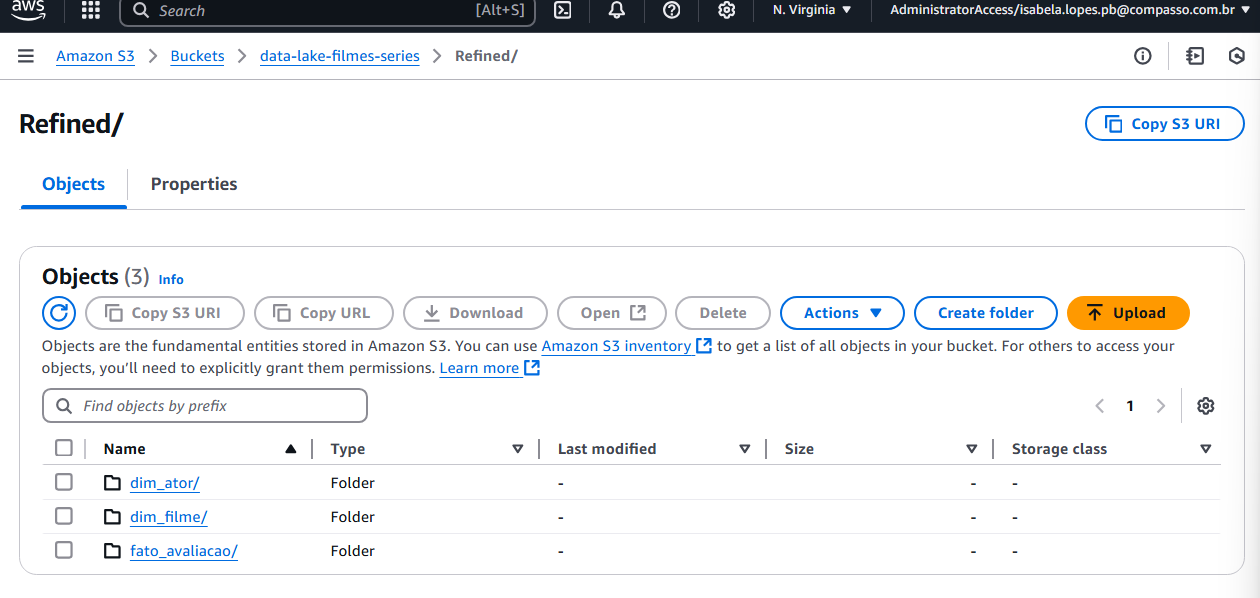 aws Search [Alt+S] N. Virginia ▼ AdministratorAccess/isabela.lopes.pb@compasso.com.br ▼
Amazon S3 > Buckets > data-lake-filmes-series > Refined/
Refined/
Copy S3 URI
Objects Properties
Objects (3) Info
Copy S3 URI Copy URL Download Open Delete Actions ▼ Create folder Upload
Objects are the fundamental entities stored in Amazon S3. You can use Amazon S3 inventory to get a list of all objects in your bucket. For others to access your
objects, you'll need to explicitly grant them permissions. Learn more
Find objects by prefix
< 1 >
Name ▲ Type Last modified Size Storage class
dim_ator/ Folder - - -
dim_filme/ Folder - - -
fato_avaliacao/ Folder - - -